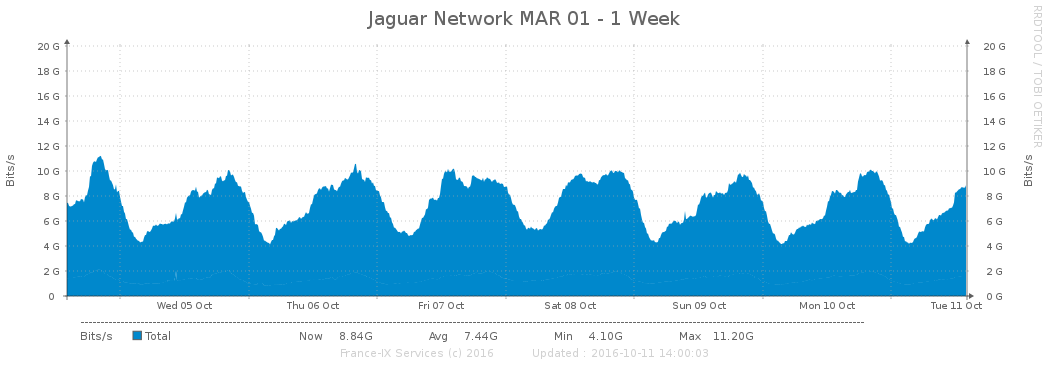 Jaguar Network MAR 01 - 1 Week
RRDTOOL / TOBI OETIKER
Bits/s
20 G
18 G
16 G
14 G
12 G
10 G
8 G
6 G
4 G
2 G
0
20 G
18 G
16 G
14 G
12 G
10 G
8 G
6 G
4 G
2 G
0 G
Bits/s
Wed 05 Oct Thu 06 Oct Fri 07 Oct Sat 08 Oct Sun 09 Oct Mon 10 Oct Tue 11 Oct
Bits/s Total Now 8.84G Avg 7.44G Min 4.10G Max 11.20G
France-IX Services (c) 2016 Updated : 2016-10-11 14:00:03